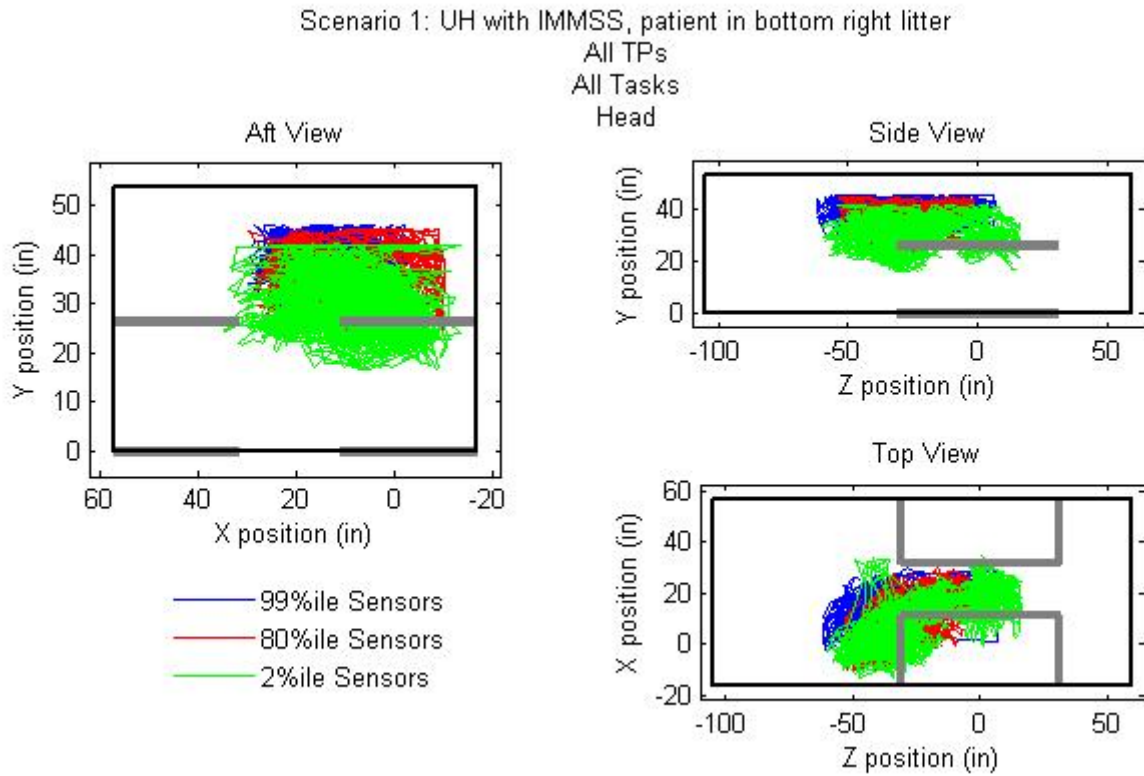 Scenario 1: UH with IMMSS, patient in bottom right litter
All TPs
All Tasks
Head
Aft View
Y position (in)
50
40
30
20
10
0
60
40
20
0
-20
X position (in)
Side View
Y position (in)
40
20
0
-100
-50
0
50
Z position (in)
Top View
X position (in)
60
40
20
0
-20
-100
-50
0
50
Z position (in)
99%ile Sensors
80%ile Sensors
2%ile Sensors